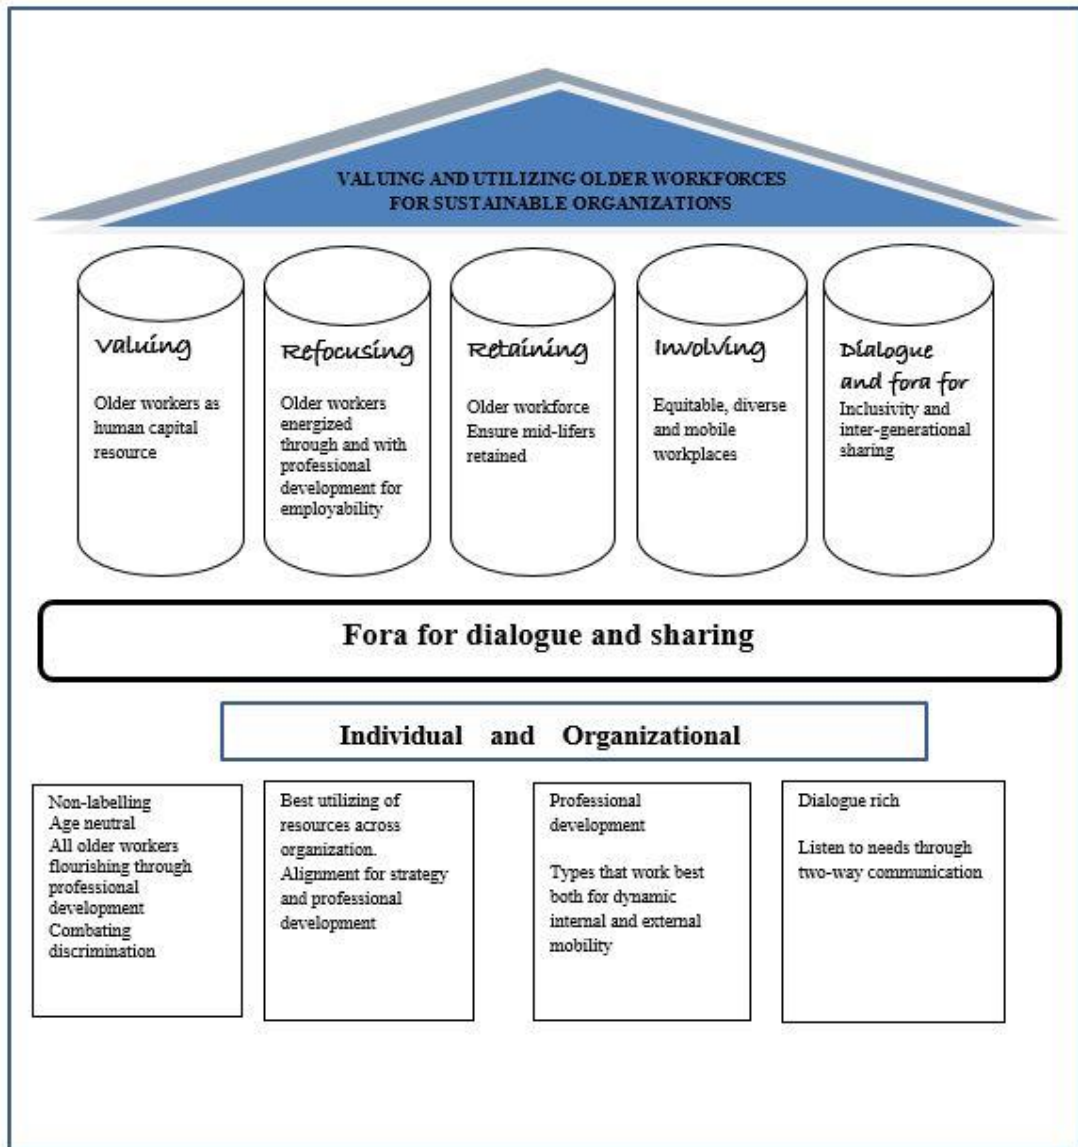 VALUING AND UTILIZING OLDER WORKFORCES
FOR SUSTAINABLE ORGANIZATIONS
Valuing
Older workers as
human capital
resource
Refocusing
Older workers
energized
through and with
professional
development for
employability
Retaining
Older workforce
Ensure mid-lifers
retained
Involving
Equitable, diverse
and mobile
workplaces
Dialogue
and fora for
Inclusivity and
inter-generational
sharing
Fora for dialogue and sharing
Individual and Organizational
Non-labelling
Age neutral
All older workers
flourishing through
professional
development
Combating
discrimination
Best utilizing of
resources across
organization.
Alignment for strategy
and professional
development
Professional
development
Types that work best
both for dynamic
internal and external
mobility
Dialogue rich
Listen to needs through
two-way communication